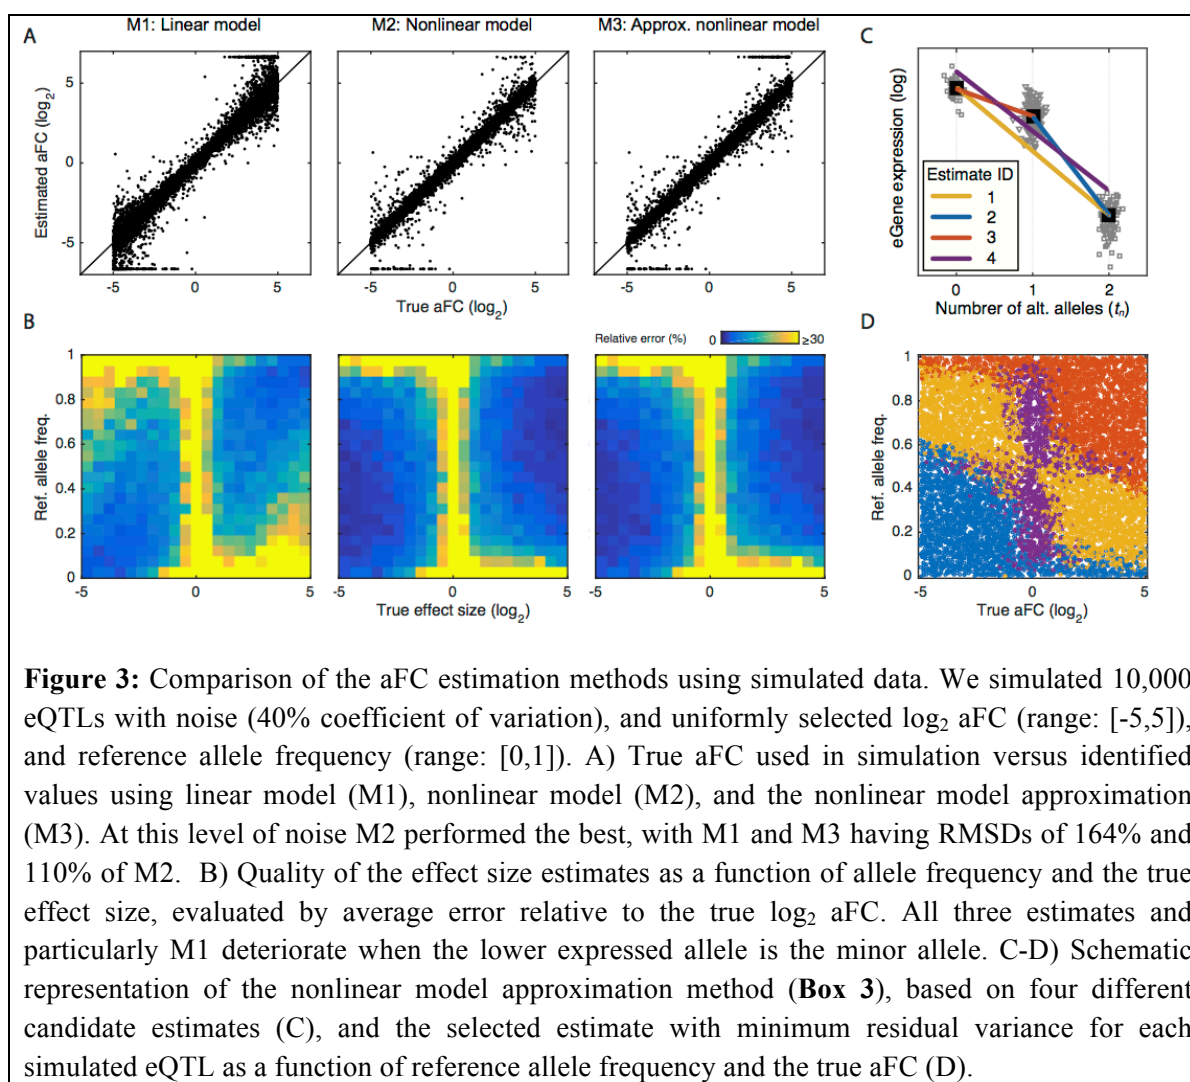 A
M1: Linear model
M2: Nonlinear model
M3: Approx. nonlinear model
Estimated aFC (log2)
5
0
-5
-5
0
5
-5
0
5
-5
0
5
True aFC (log2)
C
eGene expression (log)
Estimate ID
1
2
3
4
0
1
2
Numbrer of alt. alleles (tn)
B
Relative error (%)
0
≥30
Ref. allele freq.
1
0.8
0.6
0.4
0.2
0
-5
0
5
-5
0
5
-5
0
5
True effect size (log2)
D
Ref. allele freq.
1
0.8
0.6
0.4
0.2
0
-5
0
5
True aFC (log2)
Figure 3: Comparison of the aFC estimation methods using simulated data. We simulated 10,000
eQTLs with noise (40% coefficient of variation), and uniformly selected log2 aFC (range: [-5,5]),
and reference allele frequency (range: [0,1]). A) True aFC used in simulation versus identified
values using linear model (M1), nonlinear model (M2), and the nonlinear model approximation
(M3). At this level of noise M2 performed the best, with M1 and M3 having RMSDs of 164% and
110% of M2. B) Quality of the effect size estimates as a function of allele frequency and the true
effect size, evaluated by average error relative to the true log2 aFC. All three estimates and
particularly M1 deteriorate when the lower expressed allele is the minor allele. C-D) Schematic
representation of the nonlinear model approximation method (Box 3), based on four different
candidate estimates (C), and the selected estimate with minimum residual variance for each
simulated eQTL as a function of reference allele frequency and the true aFC (D).